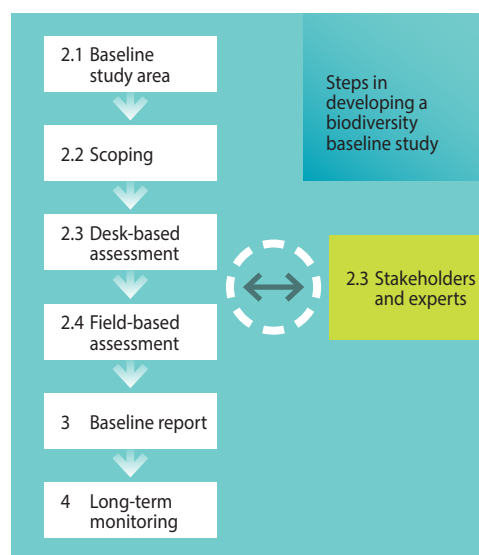 2.1 Baseline
study area
Steps in
developing a
biodiversity
baseline study
2.2 Scoping
2.3 Desk-based
assessment
2.3 Stakeholders
and experts
2.4 Field-based
assessment
3 Baseline report
4 Long-term
monitoring